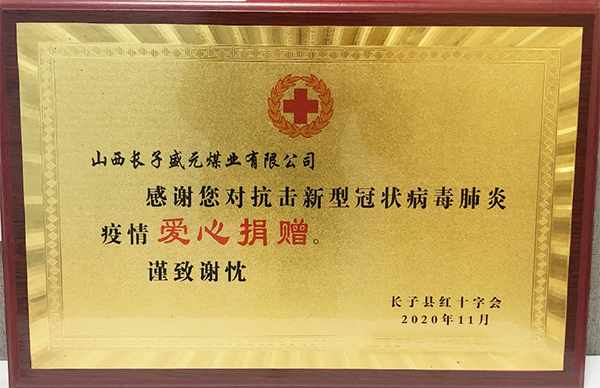 山西长子盛元煤业有限公司
感谢您对抗击新型冠状病毒肺炎
疫情爱心捐赠。
谨致谢忱
长子县红十字会
2020年11月